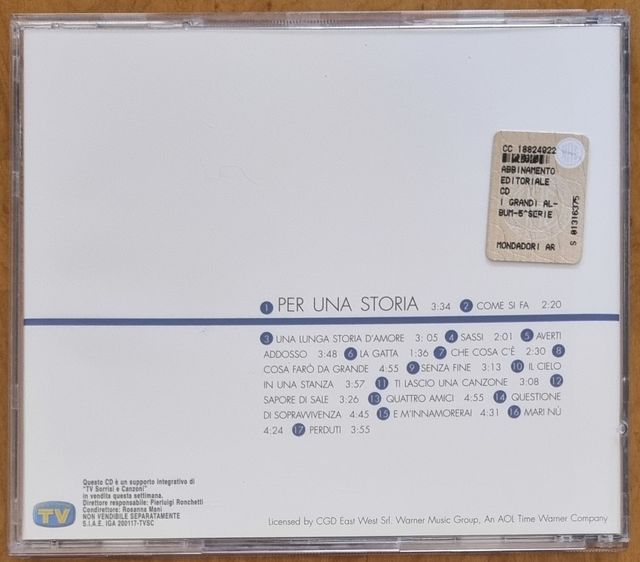 CC 18824922
ABBINAMENTO
EDITORIALE
CD
I GRANDI AL-
BUM-5^SERIE
MONDADORI AR
S 01316375
1 PER UNA STORIA 3:34 2 COME SI FA 2:20
3 UNA LUNGA STORIA D'AMORE 3:05 4 SASSI 2:01 5 AVERTI
ADDOSSO 3:48 6 LA GATTA 1:36 7 CHE COSA C'È 2:30 8
COSA FARÒ DA GRANDE 4:55 9 SENZA FINE 3:13 10 IL CIELO
IN UNA STANZA 3:57 11 TI LASCIO UNA CANZONE 3:08 12
SAPORE DI SALE 3:26 13 QUATTRO AMICI 4:55 14 QUESTIONE
DI SOPRAVVIVENZA 4:45 15 E M'INNAMORERAI 4:31 16 MARI NÙ
4:24 17 PERDUTI 3:55
Questo CD è un supporto integrativo di
"TV Sorrisi e Canzoni"
in vendita questa settimana.
Direttore responsabile: Pierluigi Ronchetti
Condirettore: Rosanna Mani
NON VENDIBILE SEPARATAMENTE
S.I.A.E. IGA 200117-TVSC
TV
Licensed by CGD East West Srl. Warner Music Group, An AOL Time Warner Company